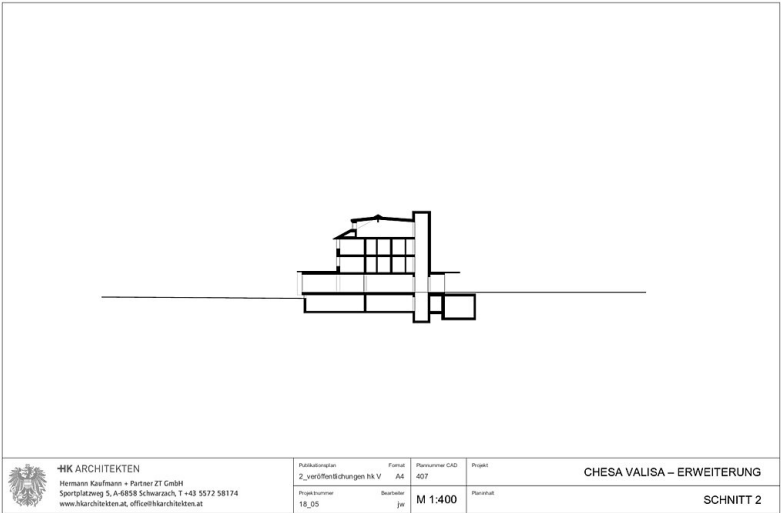 HK ARCHITEKTEN
Hermann Kaufmann + Partner ZT GmbH
Sportplatzweg 5, A-6858 Schwarzach, T +43 5572 58174
www.hkarchitekten.at, office@hkarchitekten.at
Publikationsplan Format
2_veröffentlichungen hk V A4
Projektnummer Bearbeiter
18_05 jw
Plannummer CAD
407
M 1:400
Projekt
CHESA VALISA – ERWEITERUNG
Planinhalt
SCHNITT 2